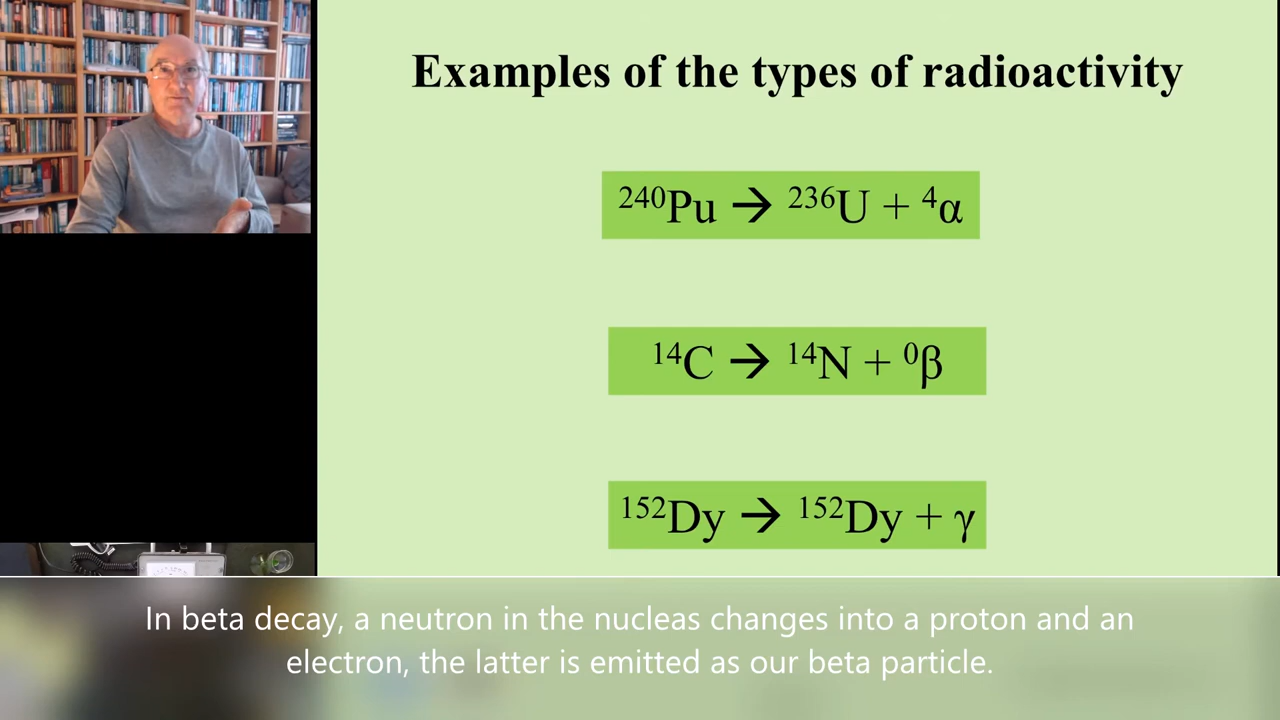 Examples of the types of radioactivity
²⁴⁰Pu → ²³⁶U + ⁴α
¹⁴C → ¹⁴N + ⁰β
¹⁵²Dy → ¹⁵²Dy + γ
In beta decay, a neutron in the nucleas changes into a proton and an
electron, the latter is emitted as our beta particle.